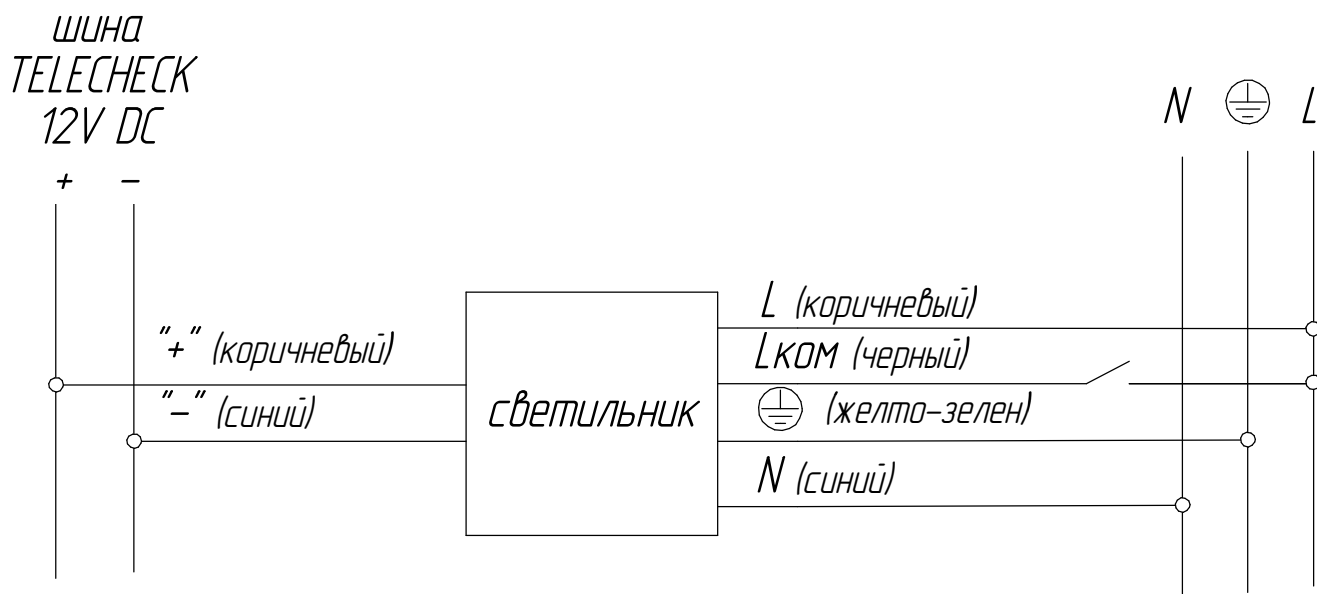 шина
TELECHECK
12V DC
+ –
N L
"+" (коричневый)
"–" (синий)
светильник
L (коричневый)
Lком (черный)
(желто-зелен)
N (синий)